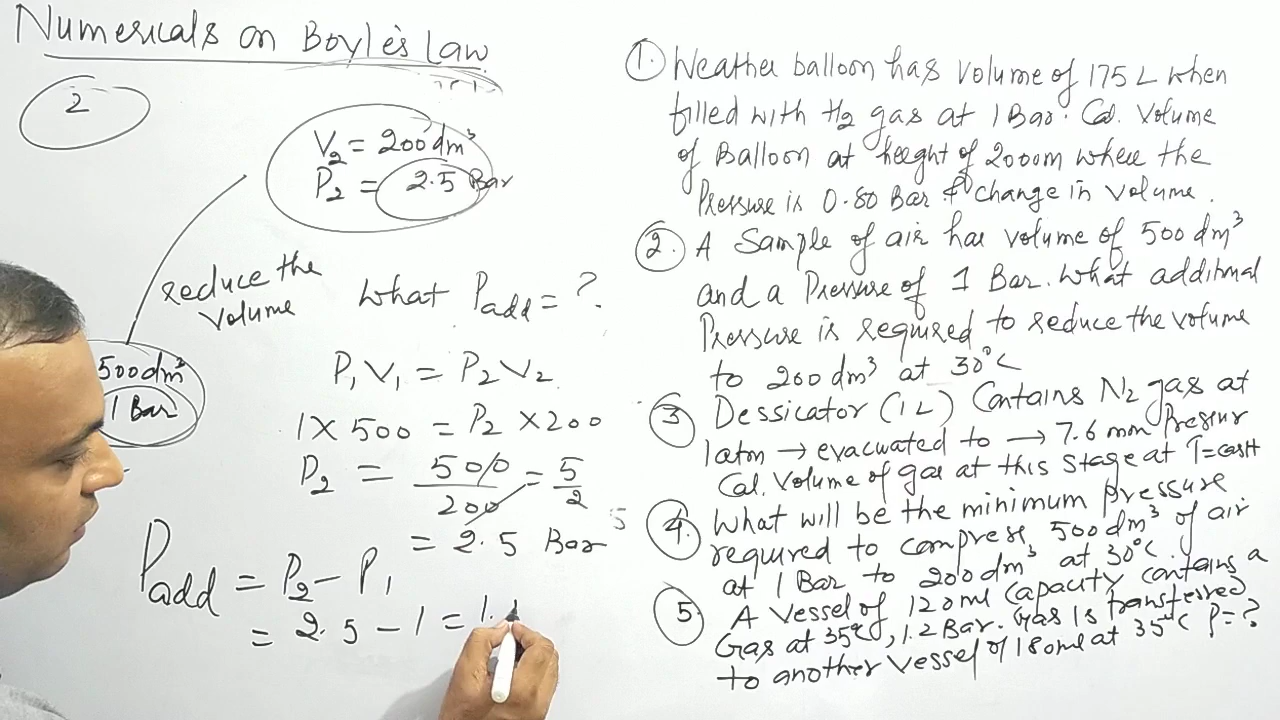 Numericals on Boyle's Law
2
V₂ = 200 dm³
P₂ = 2.5 Bar
reduce the
volume
What Padd = ?
500dm³
1 Bar
P₁V₁ = P₂V₂
1 X 500 = P₂ X 200
P₂ = 500/200 = 5/2
= 2.5 Bar
Padd = P₂ - P₁
= 2.5 - 1 = 1.
1. Weather balloon has volume of 175 L when
filled with H₂ gas at 1 Bar. Cal. Volume
of Balloon at height of 2000m where the
Pressure is 0.80 Bar & change in volume.
2. A Sample of air has volume of 500 dm³
and a Pressure of 1 Bar. What additional
Pressure is required to reduce the volume
to 200 dm³ at 30°C
3 Dessicator (1L) Contains N₂ gas at
1atm → evacuated to → 7.6 mm Pressur
Cal. Volume of gas at this Stage at T=costt
4. What will be the minimum pressure
required to compress 500 dm³ of air
at 1 Bar to 200 dm³ at 30°C.
5. A Vessel of 120 ml Capacity contains a
Gas at 35°C, 1.2 Bar. Gas is transferred
to another vessel of 180ml at 35°C P=?